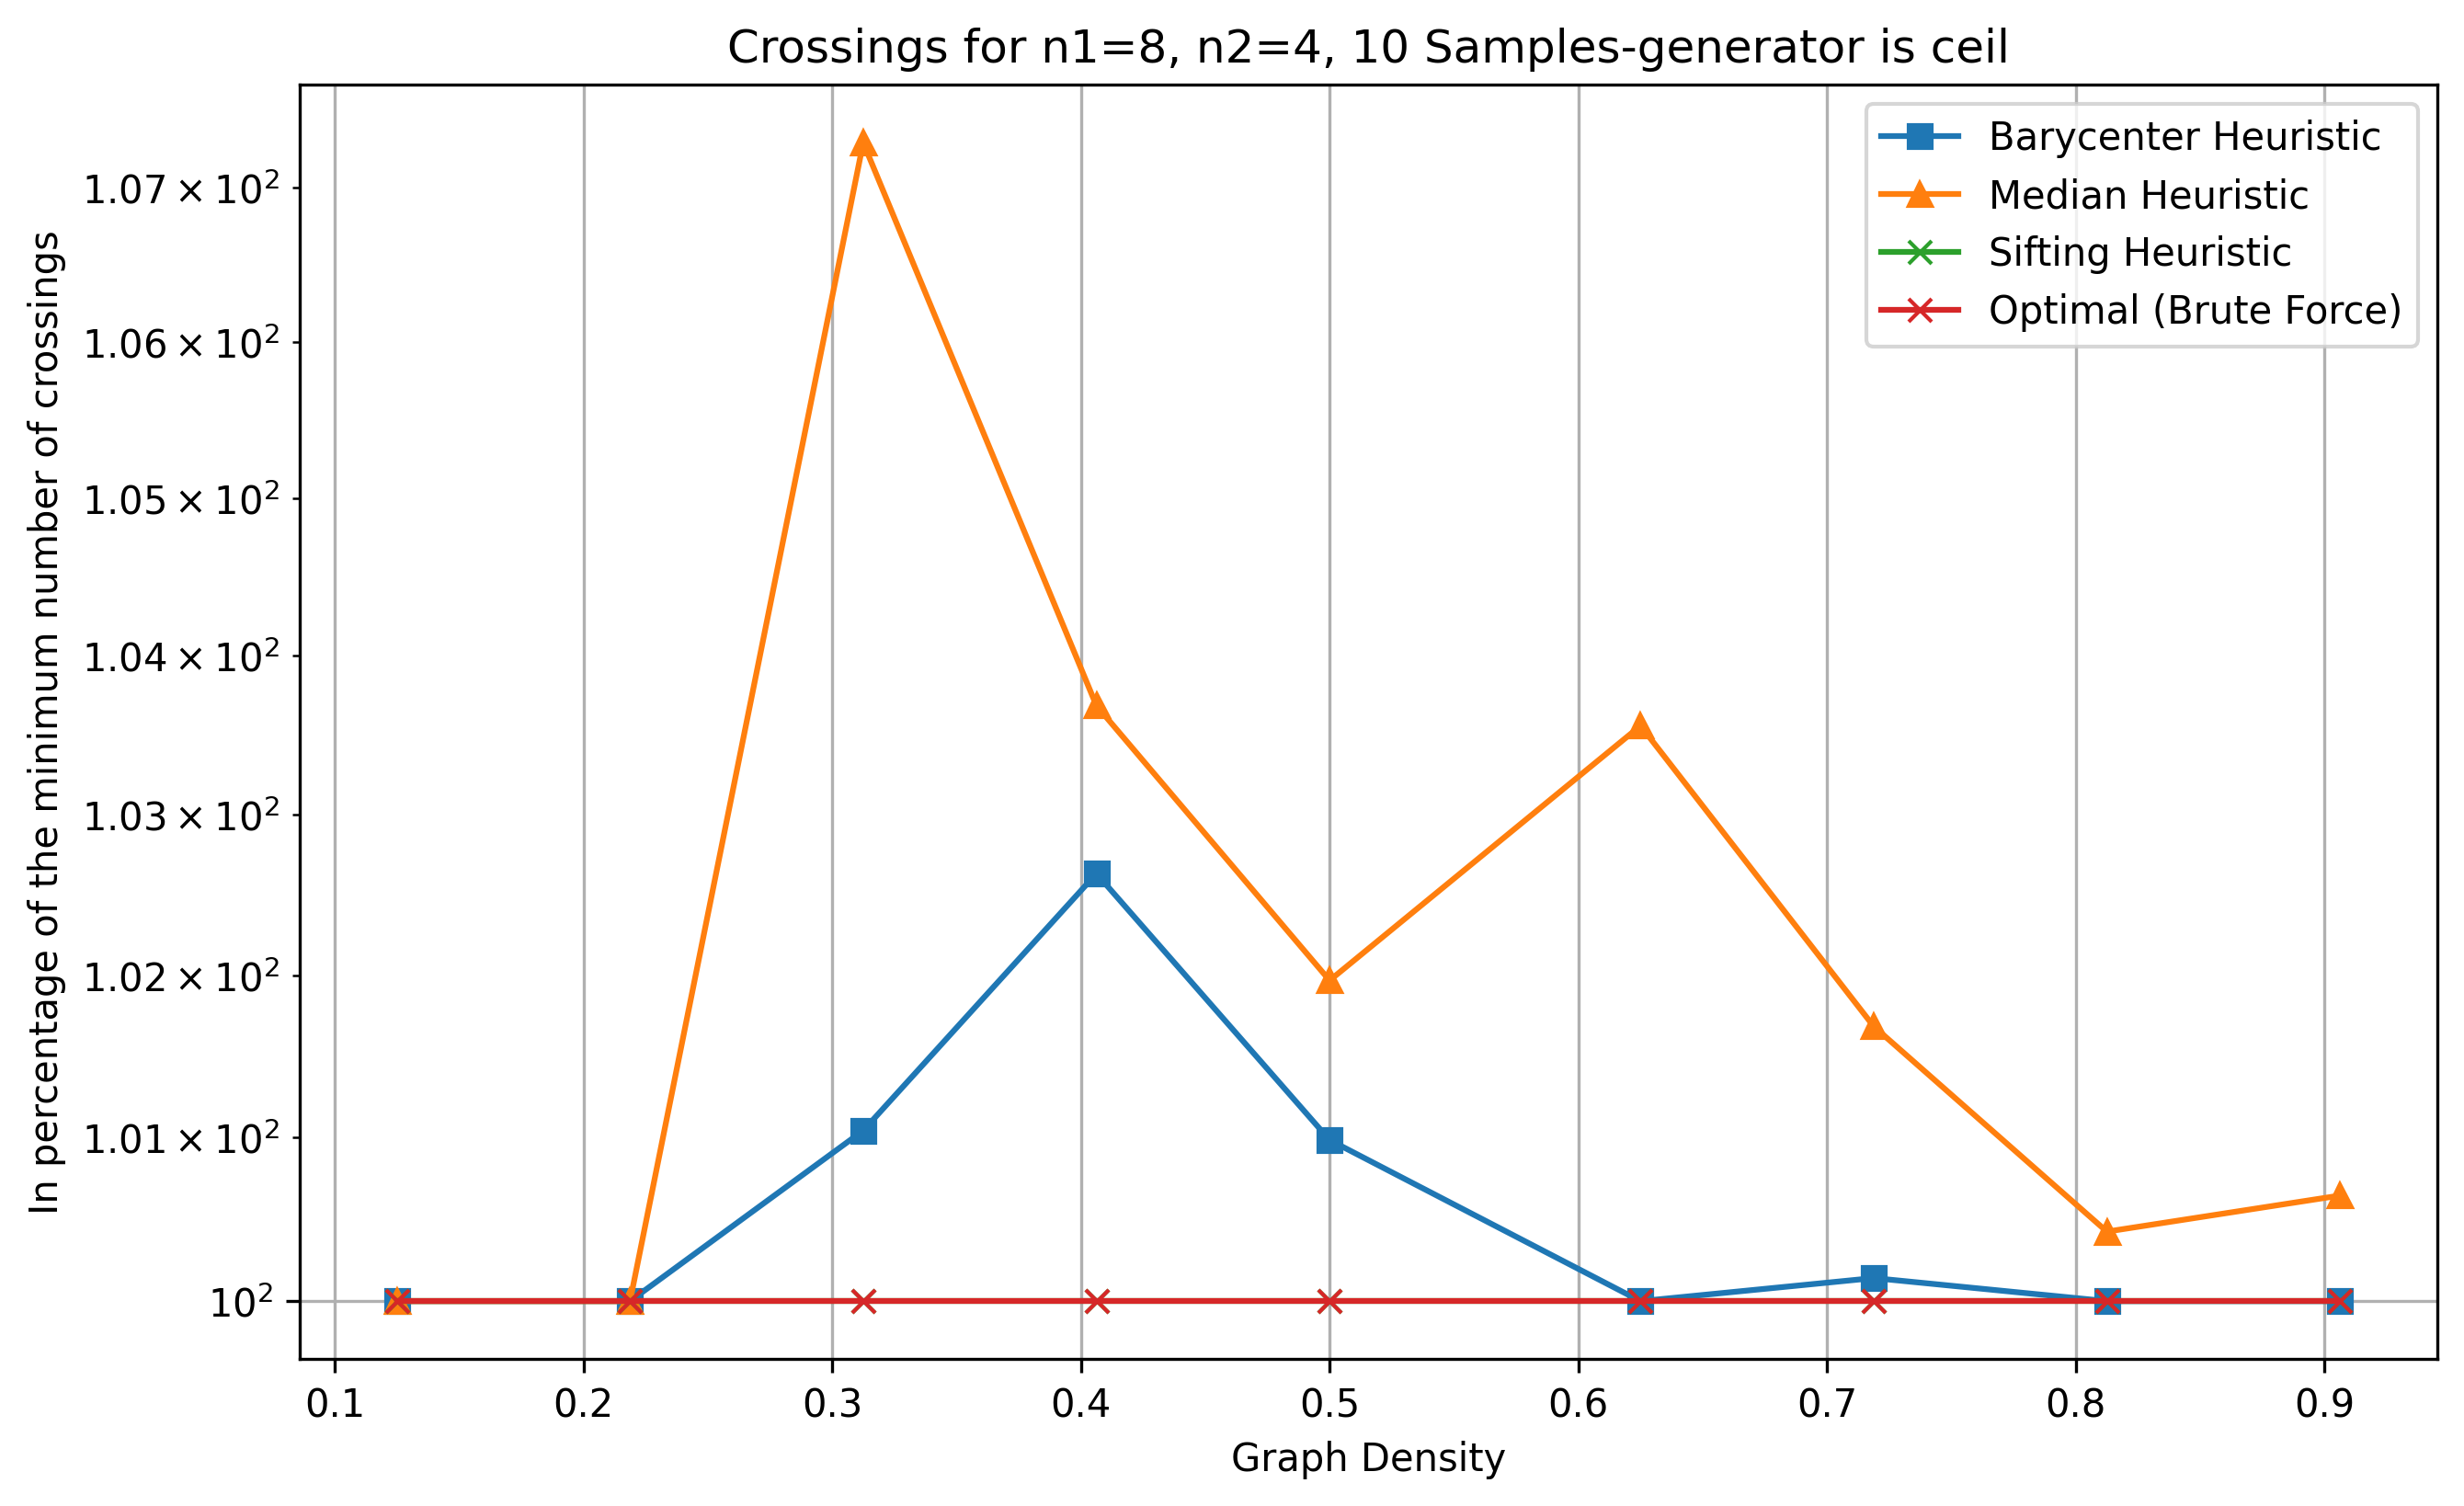 Crossings for n1=8, n2=4, 10 Samples-generator is ceil
Barycenter Heuristic
Median Heuristic
Sifting Heuristic
Optimal (Brute Force)
In percentage of the minimum number of crossings
1.07 × 10²
1.06 × 10²
1.05 × 10²
1.04 × 10²
1.03 × 10²
1.02 × 10²
1.01 × 10²
10²
0.1 0.2 0.3 0.4 0.5 0.6 0.7 0.8 0.9
Graph Density